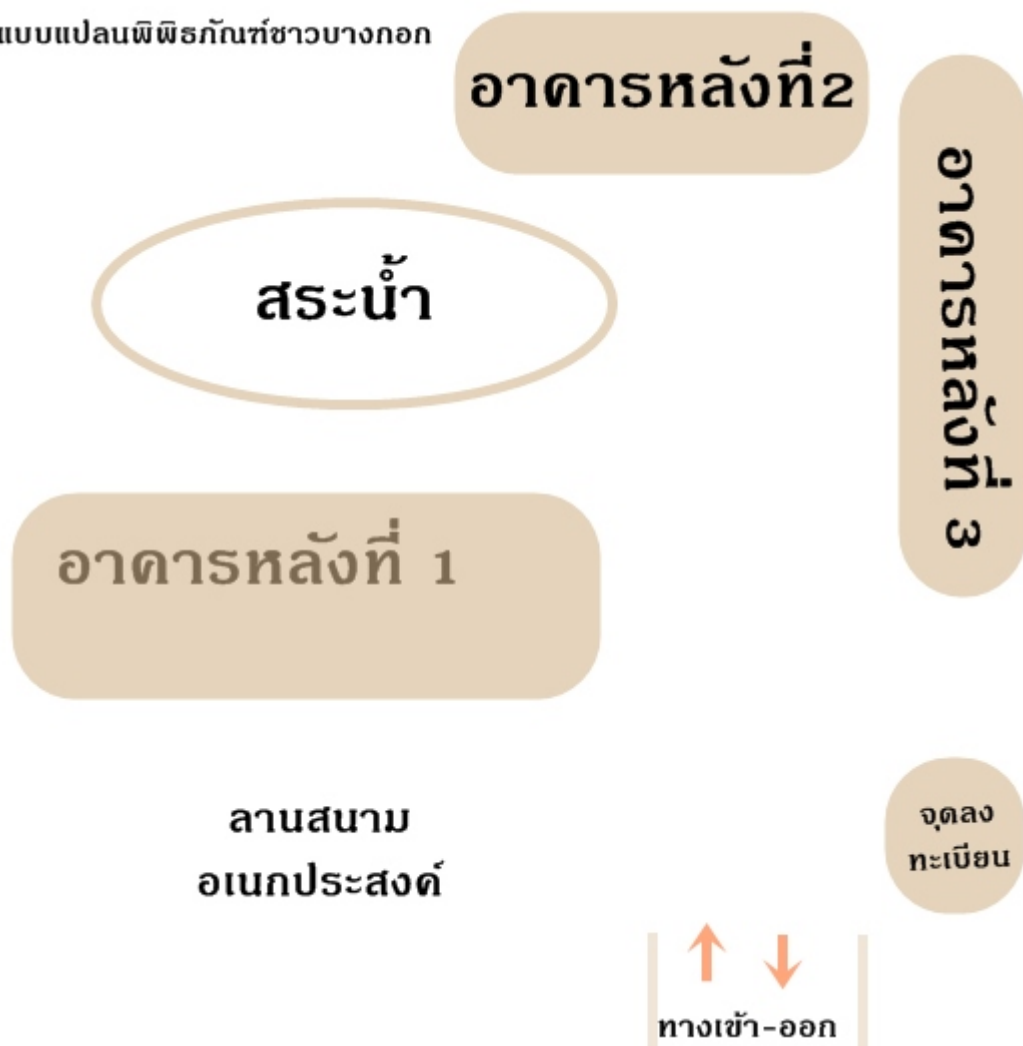 แบบแปลนพิพิธภัณฑ์ชาวบางกอก
อาคารหลังที่2
อาคารหลังที่ 3
สระน้ำ
อาคารหลังที่ 1
ลานสนาม
อเนกประสงค์
จุดลง
ทะเบียน
ทางเข้า-ออก